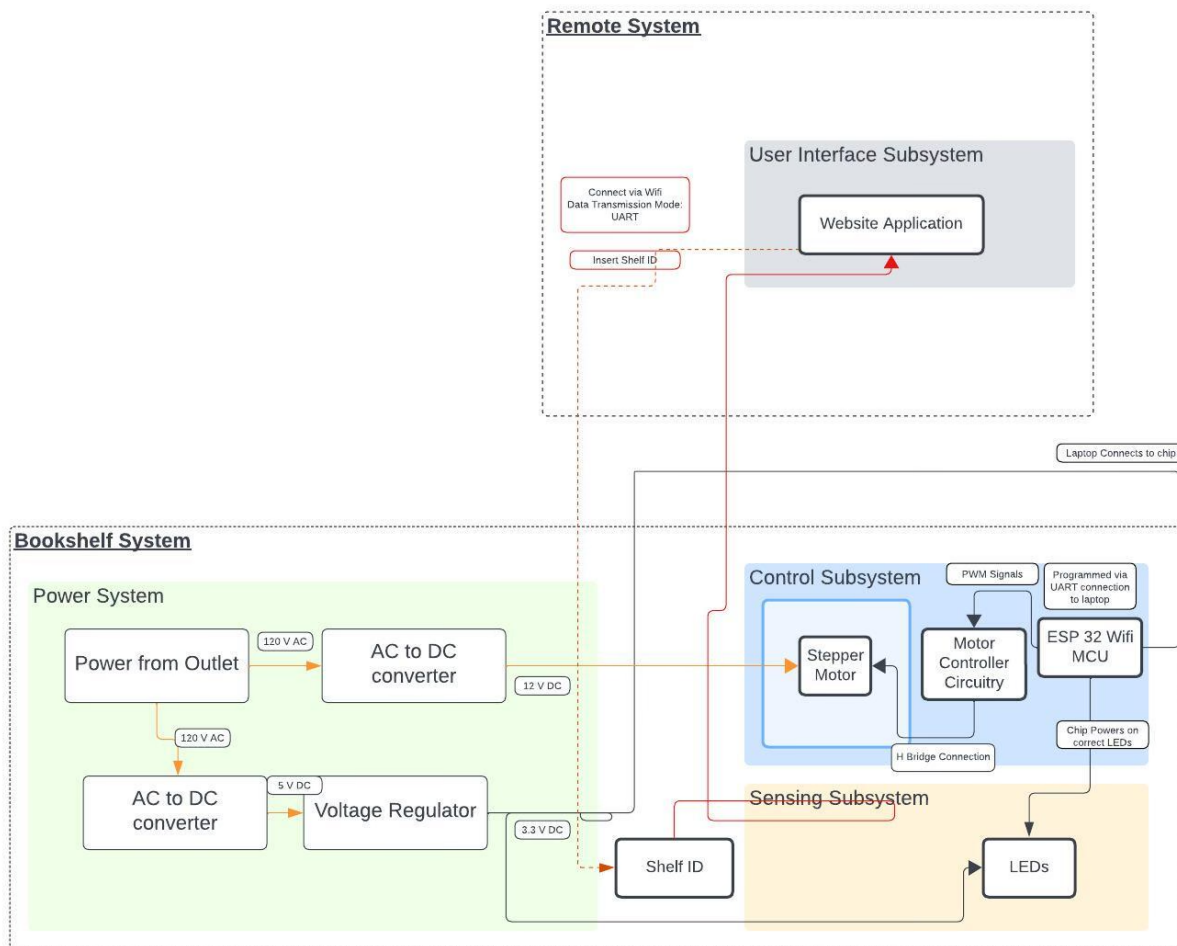 Remote System
User Interface Subsystem
Connect via Wifi
Data Transmission Mode:
UART
Website Application
Insert Shelf ID
Laptop Connects to chip
Bookshelf System
Power System
Control Subsystem
PWM Signals
Programmed via
UART connection
to laptop
Power from Outlet
120 V AC
AC to DC
converter
12 V DC
Stepper
Motor
Motor
Controller
Circuitry
ESP 32 Wifi
MCU
120 V AC
Chip Powers on
correct LEDs
H Bridge Connection
AC to DC
converter
5 V DC
Voltage Regulator
3.3 V DC
Sensing Subsystem
Shelf ID
LEDs